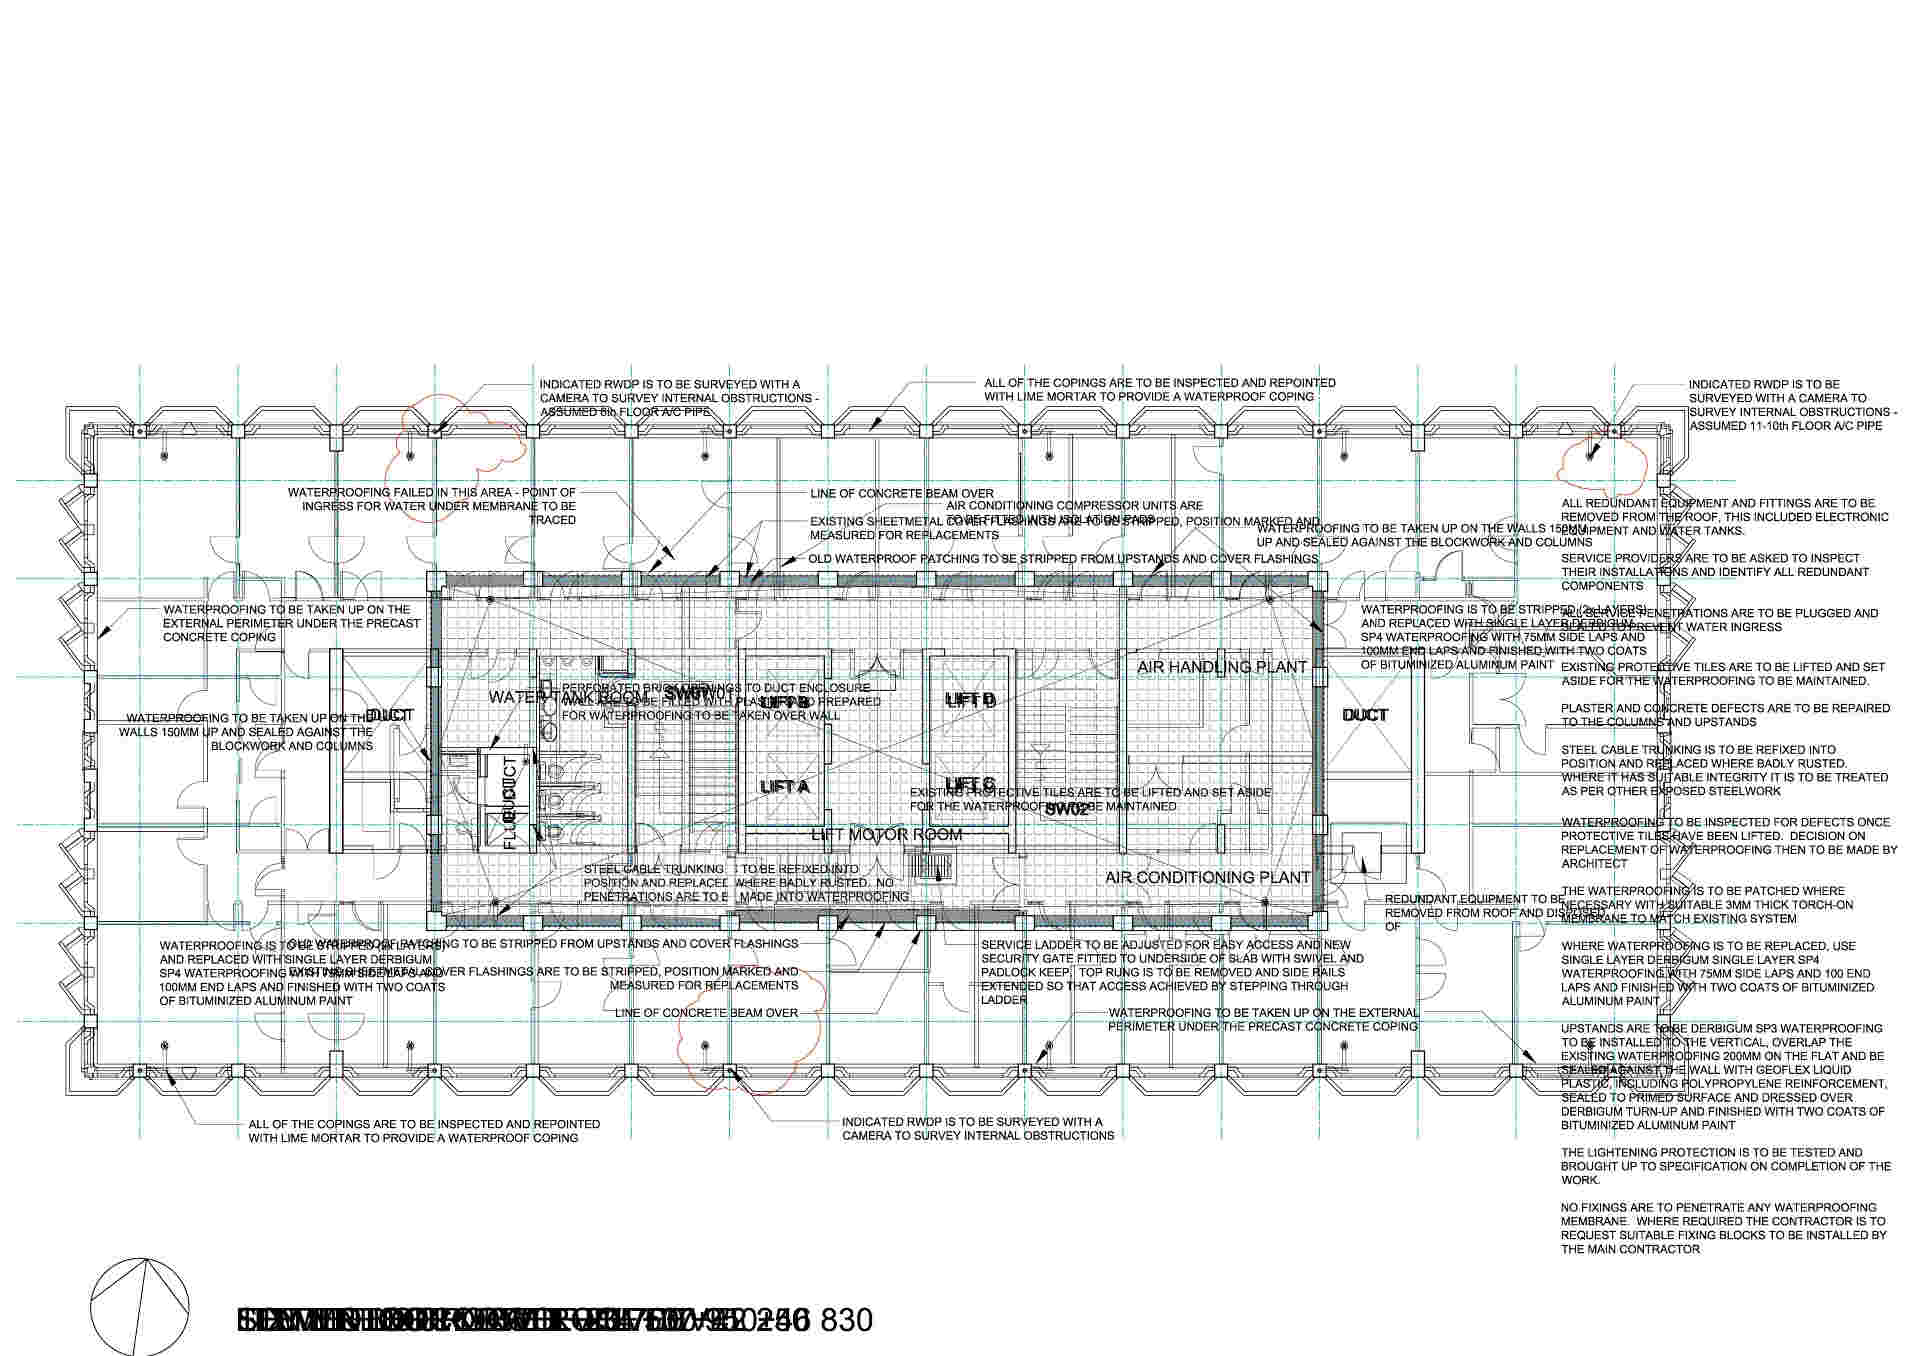 INDICATED RWDP IS TO BE SURVEYED WITH A
CAMERA TO SURVEY INTERNAL OBSTRUCTIONS -
ASSUMED 6th FLOOR A/C PIPE
ALL OF THE COPINGS ARE TO BE INSPECTED AND REPOINTED
WITH LIME MORTAR TO PROVIDE A WATERPROOF COPING
INDICATED RWDP IS TO BE
SURVEYED WITH A CAMERA TO
SURVEY INTERNAL OBSTRUCTIONS -
ASSUMED 11-10th FLOOR A/C PIPE
WATERPROOFING FAILED IN THIS AREA - POINT OF
INGRESS FOR WATER UNDER MEMBRANE TO BE
TRACED
LINE OF CONCRETE BEAM OVER
AIR CONDITIONING COMPRESSOR UNITS ARE
TO BE FITTED WITH ISOLATION PADS
EXISTING SHEETMETAL COVER FLASHINGS ARE TO BE STRIPPED, POSITION MARKED AND
MEASURED FOR REPLACEMENTS
WATERPROOFING TO BE TAKEN UP ON THE WALLS 150MM
UP AND SEALED AGAINST THE BLOCKWORK AND COLUMNS
OLD WATERPROOF PATCHING TO BE STRIPPED FROM UPSTANDS AND COVER FLASHINGS
WATERPROOFING TO BE TAKEN UP ON THE
EXTERNAL PERIMETER UNDER THE PRECAST
CONCRETE COPING
WATERPROOFING IS TO BE STRIPPED (2x LAYERS)
AND REPLACED WITH SINGLE LAYER DERBIGUM
SP4 WATERPROOFING WITH 75MM SIDE LAPS AND
100MM END LAPS AND FINISHED WITH TWO COATS
OF BITUMINIZED ALUMINUM PAINT
AIR HANDLING PLANT
WATER TANK ROOM
PERFORATED BRICK OPENINGS TO DUCT ENCLOSURE
WALL ARE TO BE FILLED WITH PLASTER AND PREPARED
FOR WATERPROOFING TO BE TAKEN OVER WALL
SW01
LIFT B
LIFT D
DUCT
DUCT
WATERPROOFING TO BE TAKEN UP ON THE
WALLS 150MM UP AND SEALED AGAINST THE
BLOCKWORK AND COLUMNS
DUCT
LIFT A
LIFT C
EXISTING PROTECTIVE TILES ARE TO BE LIFTED AND SET ASIDE
FOR THE WATERPROOFING TO BE MAINTAINED
SW02
LIFT MOTOR ROOM
STEEL CABLE TRUNKING IS TO BE REFIXED INTO
POSITION AND REPLACED WHERE BADLY RUSTED. NO
PENETRATIONS ARE TO BE MADE INTO WATERPROOFING
AIR CONDITIONING PLANT
REDUNDANT EQUIPMENT TO BE
REMOVED FROM ROOF AND DISPOSED
OF
WATERPROOFING IS TO BE STRIPPED (2x LAYERS)
AND REPLACED WITH SINGLE LAYER DERBIGUM
SP4 WATERPROOFING WITH 75MM SIDE LAPS AND
100MM END LAPS AND FINISHED WITH TWO COATS
OF BITUMINIZED ALUMINUM PAINT
OLD WATERPROOF PATCHING TO BE STRIPPED FROM UPSTANDS AND COVER FLASHINGS
EXISTING SHEETMETAL COVER FLASHINGS ARE TO BE STRIPPED, POSITION MARKED AND
MEASURED FOR REPLACEMENTS
LINE OF CONCRETE BEAM OVER
SERVICE LADDER TO BE ADJUSTED FOR EASY ACCESS AND NEW
SECURITY GATE FITTED TO UNDERSIDE OF SLAB WITH SWIVEL AND
PADLOCK KEEP. TOP RUNG IS TO BE REMOVED AND SIDE RAILS
EXTENDED SO THAT ACCESS ACHIEVED BY STEPPING THROUGH
LADDER
WATERPROOFING TO BE TAKEN UP ON THE EXTERNAL
PERIMETER UNDER THE PRECAST CONCRETE COPING
ALL OF THE COPINGS ARE TO BE INSPECTED AND REPOINTED
WITH LIME MORTAR TO PROVIDE A WATERPROOF COPING
INDICATED RWDP IS TO BE SURVEYED WITH A
CAMERA TO SURVEY INTERNAL OBSTRUCTIONS
ALL REDUNDANT EQUIPMENT AND FITTINGS ARE TO BE
REMOVED FROM THE ROOF, THIS INCLUDED ELECTRONIC
EQUIPMENT AND WATER TANKS.
SERVICE PROVIDERS ARE TO BE ASKED TO INSPECT
THEIR INSTALLATIONS AND IDENTIFY ALL REDUNDANT
COMPONENTS
ALL SERVICE PENETRATIONS ARE TO BE PLUGGED AND
SEALED TO PREVENT WATER INGRESS
EXISTING PROTECTIVE TILES ARE TO BE LIFTED AND SET
ASIDE FOR THE WATERPROOFING TO BE MAINTAINED.
PLASTER AND CONCRETE DEFECTS ARE TO BE REPAIRED
TO THE COLUMNS AND UPSTANDS
STEEL CABLE TRUNKING IS TO BE REFIXED INTO
POSITION AND REPLACED WHERE BADLY RUSTED.
WHERE IT HAS SUITABLE INTEGRITY IT IS TO BE TREATED
AS PER OTHER EXPOSED STEELWORK
WATERPROOFING TO BE INSPECTED FOR DEFECTS ONCE
PROTECTIVE TILES HAVE BEEN LIFTED. DECISION ON
REPLACEMENT OF WATERPROOFING THEN TO BE MADE BY
ARCHITECT
THE WATERPROOFING IS TO BE PATCHED WHERE
NECESSARY WITH SUITABLE 3MM THICK TORCH-ON
MEMBRANE TO MATCH EXISTING SYSTEM
WHERE WATERPROOFING IS TO BE REPLACED, USE
SINGLE LAYER DERBIGUM SINGLE LAYER SP4
WATERPROOFING WITH 75MM SIDE LAPS AND 100 END
LAPS AND FINISHED WITH TWO COATS OF BITUMINIZED
ALUMINUM PAINT
UPSTANDS ARE TO BE DERBIGUM SP3 WATERPROOFING
TO BE INSTALLED TO THE VERTICAL, OVERLAP THE
EXISTING WATERPROOFING 200MM ON THE FLAT AND BE
SEALED AGAINST THE WALL WITH GEOFLEX LIQUID
PLASTIC, INCLUDING POLYPROPYLENE REINFORCEMENT,
SEALED TO PRIMED SURFACE AND DRESSED OVER
DERBIGUM TURN-UP AND FINISHED WITH TWO COATS OF
BITUMINIZED ALUMINUM PAINT
THE LIGHTENING PROTECTION IS TO BE TESTED AND
BROUGHT UP TO SPECIFICATION ON COMPLETION OF THE
WORK.
NO FIXINGS ARE TO PENETRATE ANY WATERPROOFING
MEMBRANE. WHERE REQUIRED THE CONTRACTOR IS TO
REQUEST SUITABLE FIXING BLOCKS TO BE INSTALLED BY
THE MAIN CONTRACTOR
830